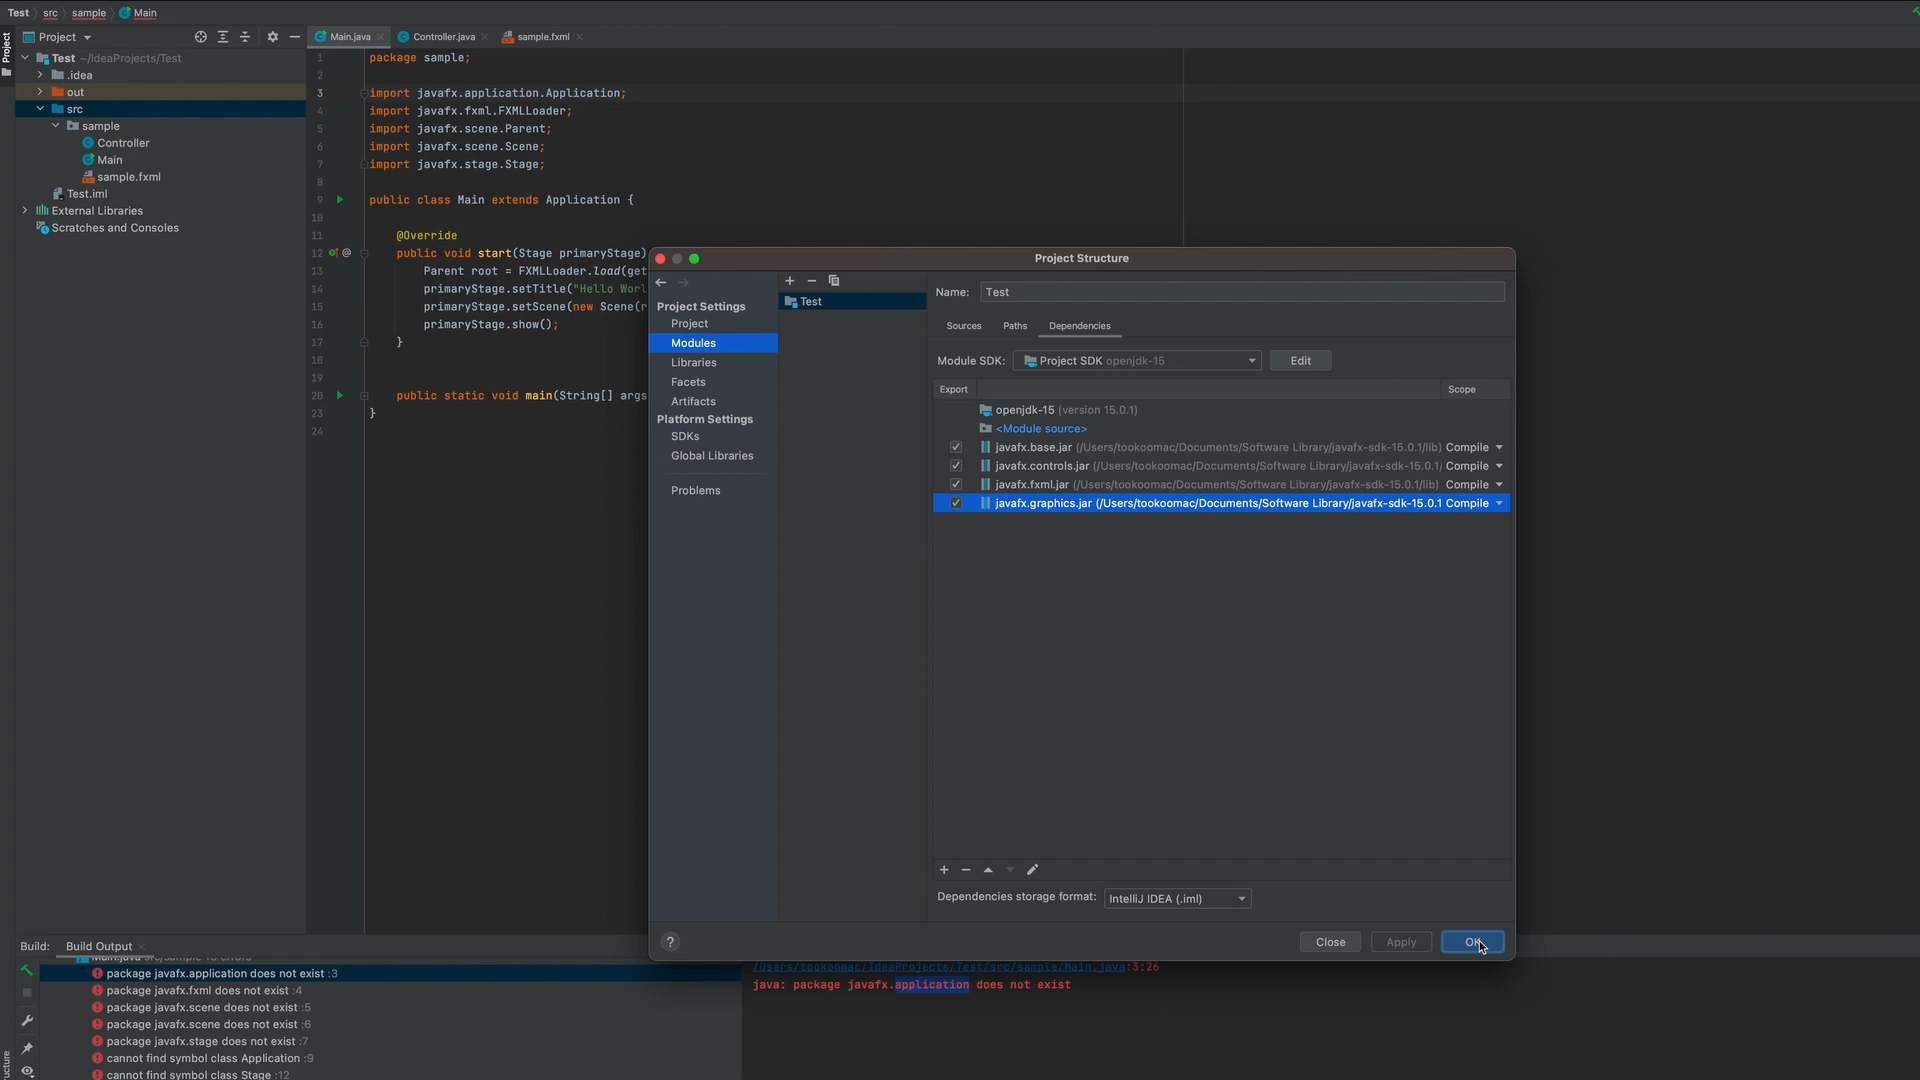 Test src sample Main
Project
Project
Main.java Controller.java sample.fxml
Test ~/IdeaProjects/Test
.idea
out
src
sample
Controller
Main
sample.fxml
Test.iml
External Libraries
Scratches and Consoles
1 package sample;
2
3 import javafx.application.Application;
4 import javafx.fxml.FXMLLoader;
5 import javafx.scene.Parent;
6 import javafx.scene.Scene;
7 import javafx.stage.Stage;
8
9 public class Main extends Application {
10
11 @Override
12 @ public void start(Stage primaryStage)
13 Parent root = FXMLLoader.load(get
14 primaryStage.setTitle("Hello Worl
15 primaryStage.setScene(new Scene(r
16 primaryStage.show();
17 }
18
19
20 public static void main(String[] args
23 }
24
Project Structure
Project Settings
Project
Modules
Libraries
Facets
Artifacts
Platform Settings
SDKs
Global Libraries
Problems
Test
Name: Test
Sources Paths Dependencies
Module SDK: Project SDK openjdk-15 Edit
Export Scope
openjdk-15 (version 15.0.1)
<Module source>
javafx.base.jar (/Users/tookoomac/Documents/Software Library/javafx-sdk-15.0.1/lib) Compile
javafx.controls.jar (/Users/tookoomac/Documents/Software Library/javafx-sdk-15.0.1/ Compile
javafx.fxml.jar (/Users/tookoomac/Documents/Software Library/javafx-sdk-15.0.1/lib) Compile
javafx.graphics.jar (/Users/tookoomac/Documents/Software Library/javafx-sdk-15.0.1 Compile
Dependencies storage format: IntelliJ IDEA (.iml)
? Close Apply OK
Build: Build Output
Main.java src/sample 10 errors
package javafx.application does not exist :3
package javafx.fxml does not exist :4
package javafx.scene does not exist :5
package javafx.scene does not exist :6
package javafx.stage does not exist :7
cannot find symbol class Application :9
cannot find symbol class Stage :12
/Users/tookoomac/IdeaProjects/Test/src/sample/Main.java:3:26
java: package javafx.application does not exist
ucture